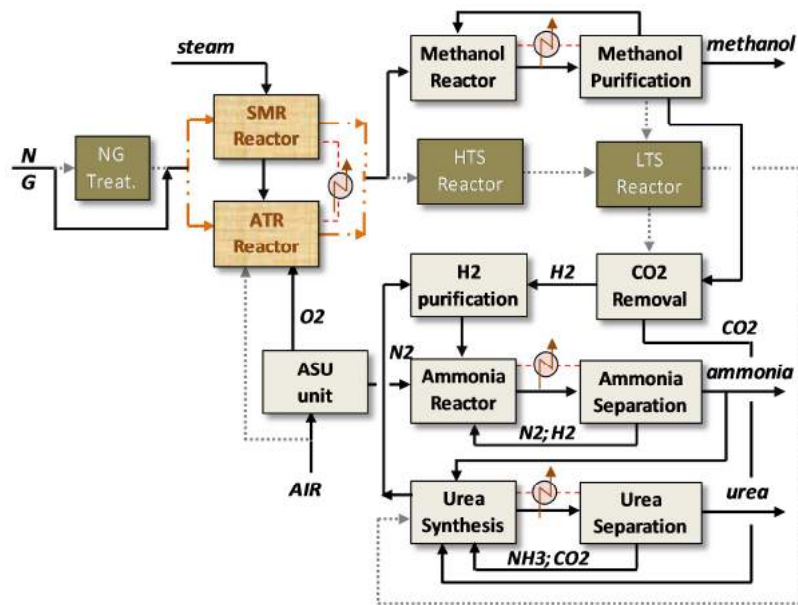 steam
methanol
Methanol
Reactor
Methanol
Purification
SMR
Reactor
N
G
NG
Treat.
HTS
Reactor
LTS
Reactor
ATR
Reactor
H2
purification
H2
CO2
Removal
O2
CO2
N2
ASU
unit
Ammonia
Reactor
Ammonia
Separation
ammonia
N2; H2
AIR
Urea
Synthesis
Urea
Separation
urea
NH3; CO2